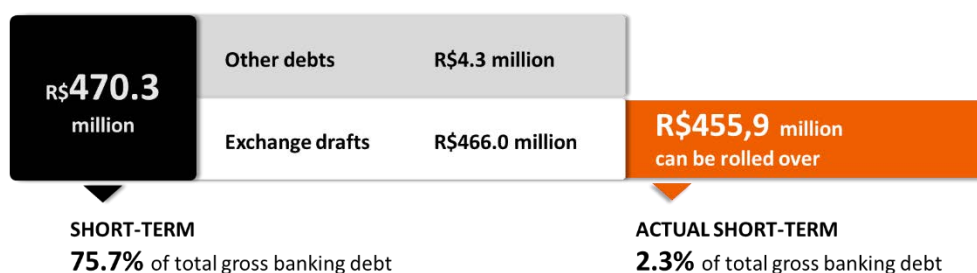 R$470.3
million
Other debts R$4.3 million
Exchange drafts R$466.0 million
R$455,9 million
can be rolled over
SHORT-TERM
75.7% of total gross banking debt
ACTUAL SHORT-TERM
2.3% of total gross banking debt